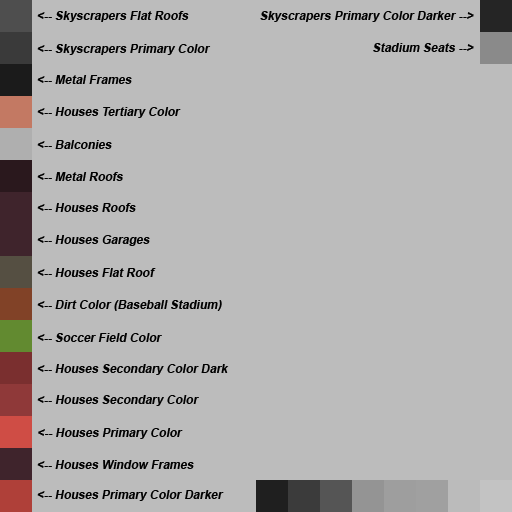 <-- Skyscrapers Flat Roofs
Skyscrapers Primary Color Darker -->
<-- Skyscrapers Primary Color
Stadium Seats -->
<-- Metal Frames
<-- Houses Tertiary Color
<-- Balconies
<-- Metal Roofs
<-- Houses Roofs
<-- Houses Garages
<-- Houses Flat Roof
<-- Dirt Color (Baseball Stadium)
<-- Soccer Field Color
<-- Houses Secondary Color Dark
<-- Houses Secondary Color
<-- Houses Primary Color
<-- Houses Window Frames
<-- Houses Primary Color Darker